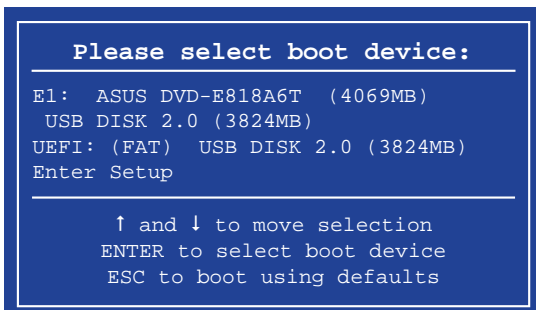 Please select boot device:
E1: ASUS DVD-E818A6T (4069MB)
USB DISK 2.0 (3824MB)
UEFI: (FAT) USB DISK 2.0 (3824MB)
Enter Setup
↑ and ↓ to move selection
ENTER to select boot device
ESC to boot using defaults